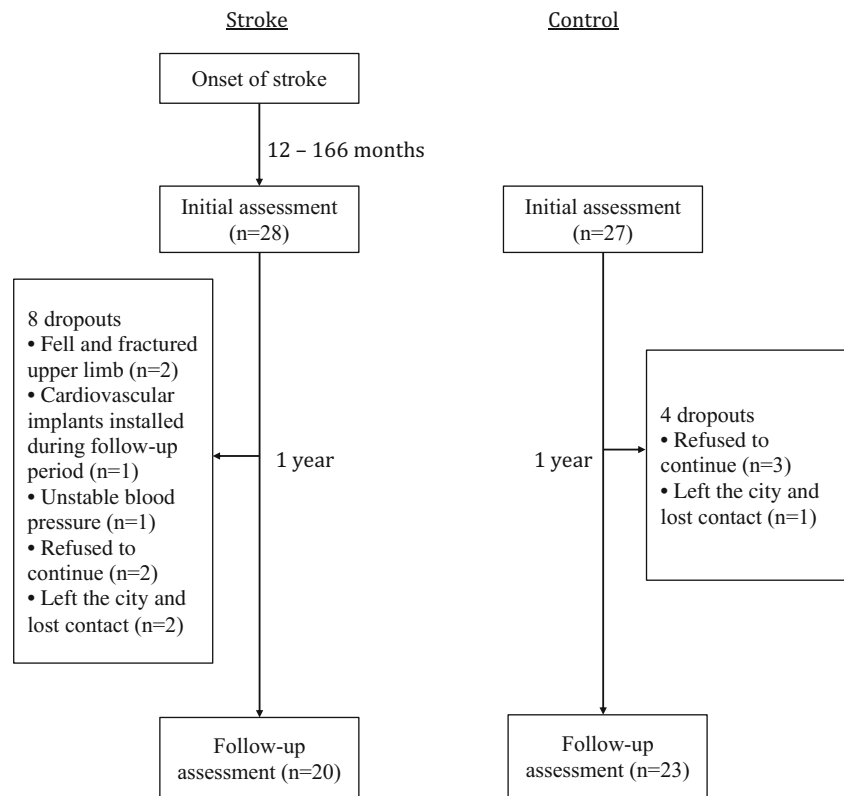 Stroke
Control
Onset of stroke
12 – 166 months
Initial assessment
(n=28)
Initial assessment
(n=27)
8 dropouts
• Fell and fractured
upper limb (n=2)
• Cardiovascular
implants installed
during follow-up
period (n=1)
• Unstable blood
pressure (n=1)
• Refused to
continue (n=2)
• Left the city and
lost contact (n=2)
1 year
1 year
4 dropouts
• Refused to
continue (n=3)
• Left the city and
lost contact (n=1)
Follow-up
assessment (n=20)
Follow-up
assessment (n=23)